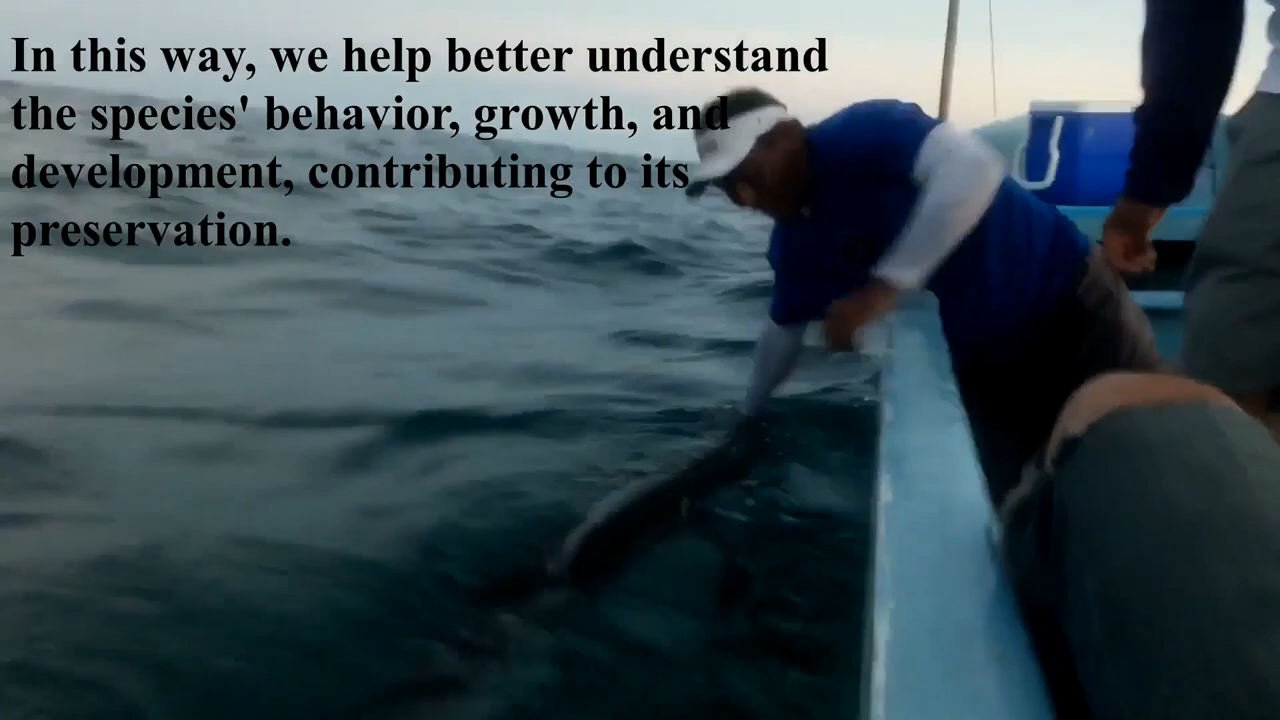 In this way, we help better understand
the species' behavior, growth, and
development, contributing to its
preservation.